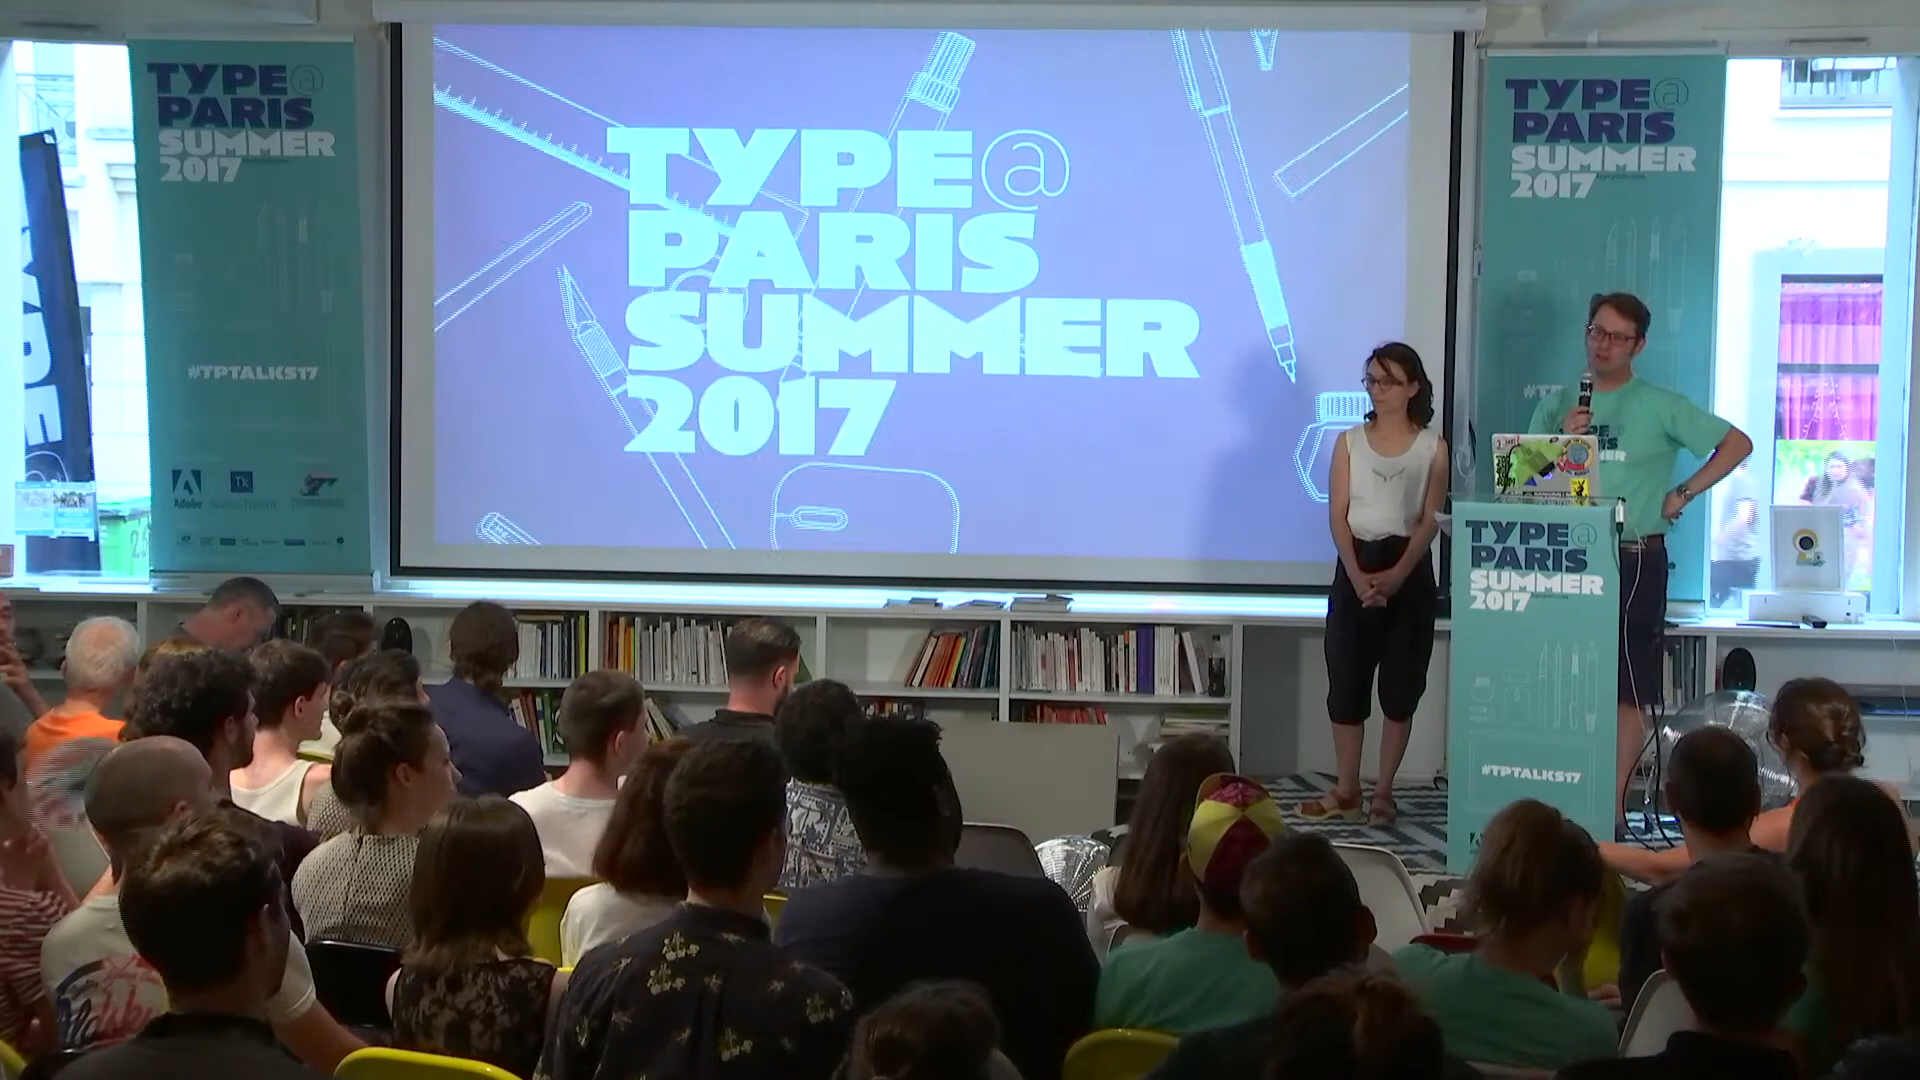 TYPE@
PARIS
SUMMER
2017
#TPTALKS17
Adobe
Tk
TYPE@
PARIS
SUMMER
2017
TYPE@
PARIS
SUMMER
2017
TYPE@
PARIS
SUMMER
2017
#TPTALKS17